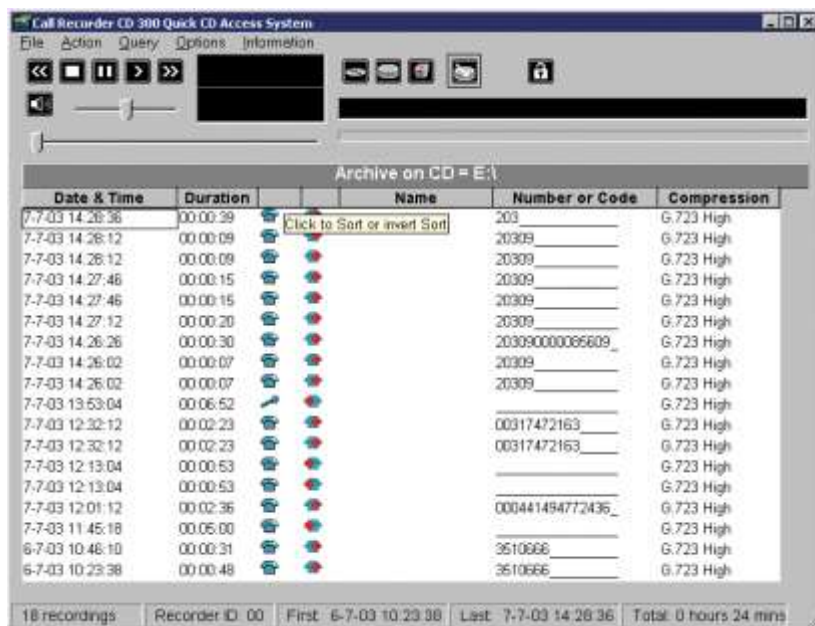 Call Recorder CD 300 Quick CD Access System
File Action Query Options Information
Archive on CD = E:\
Date & Time Duration Name Number or Code Compression
7-7-03 14:28:36 00:00:39 203 G.723 High
Click to Sort or invert Sort
7-7-03 14:28:12 00:00:09 20309 G.723 High
7-7-03 14:28:12 00:00:09 20309 G.723 High
7-7-03 14:27:46 00:00:15 20309 G.723 High
7-7-03 14:27:46 00:00:15 20309 G.723 High
7-7-03 14:27:12 00:00:20 20309 G.723 High
7-7-03 14:26:26 00:00:30 203090000085609_ G.723 High
7-7-03 14:26:02 00:00:07 20309 G.723 High
7-7-03 14:26:02 00:00:07 20309 G.723 High
7-7-03 13:53:04 00:06:52 G.723 High
7-7-03 12:32:12 00:02:23 00317472163 G.723 High
7-7-03 12:32:12 00:02:23 00317472163 G.723 High
7-7-03 12:13:04 00:00:53 G.723 High
7-7-03 12:13:04 00:00:53 G.723 High
7-7-03 12:01:12 00:02:36 000441494772436_ G.723 High
7-7-03 11:45:18 00:05:00 G.723 High
6-7-03 10:46:10 00:00:31 3510666 G.723 High
6-7-03 10:23:38 00:00:48 3510666 G.723 High
18 recordings Recorder ID: 00 First: 6-7-03 10:23:38 Last: 7-7-03 14:28:36 Total: 0 hours 24 mins